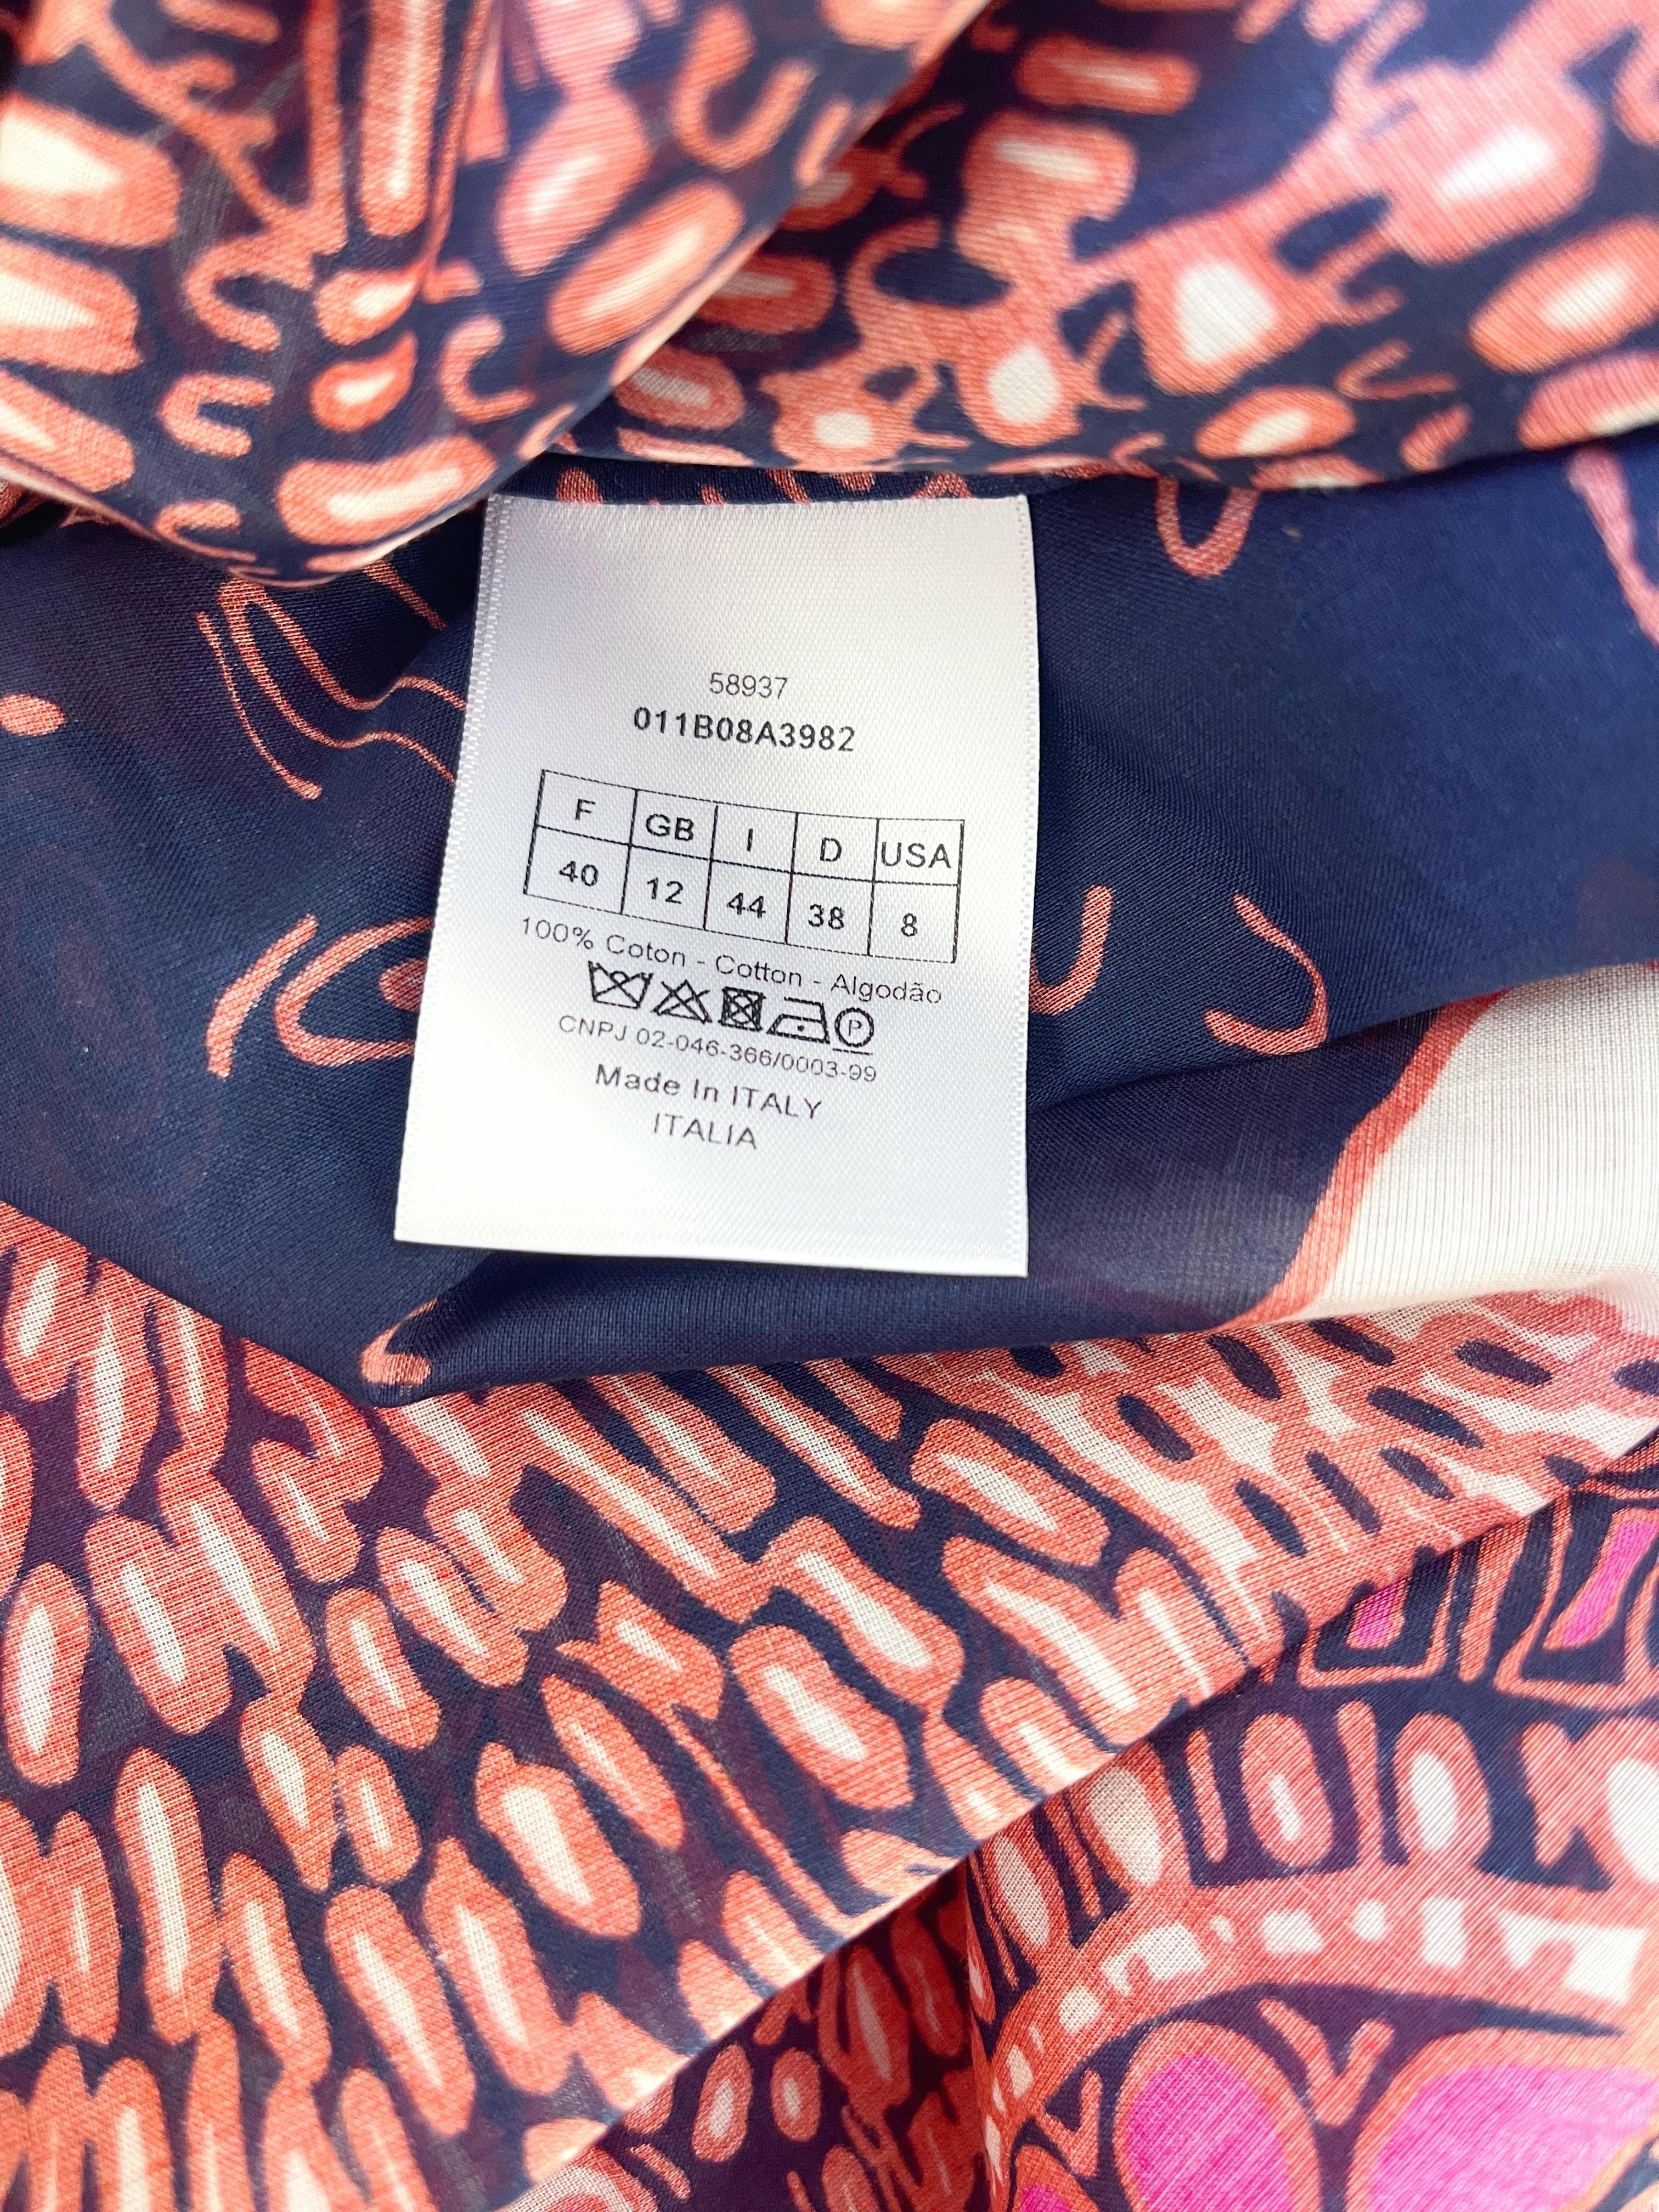 58937
011B08A3982
F GB I D USA
40 12 44 38 8
100% Coton - Cotton - Algodão
P
CNPJ 02-046-366/0003-99
Made In ITALY
ITALIA